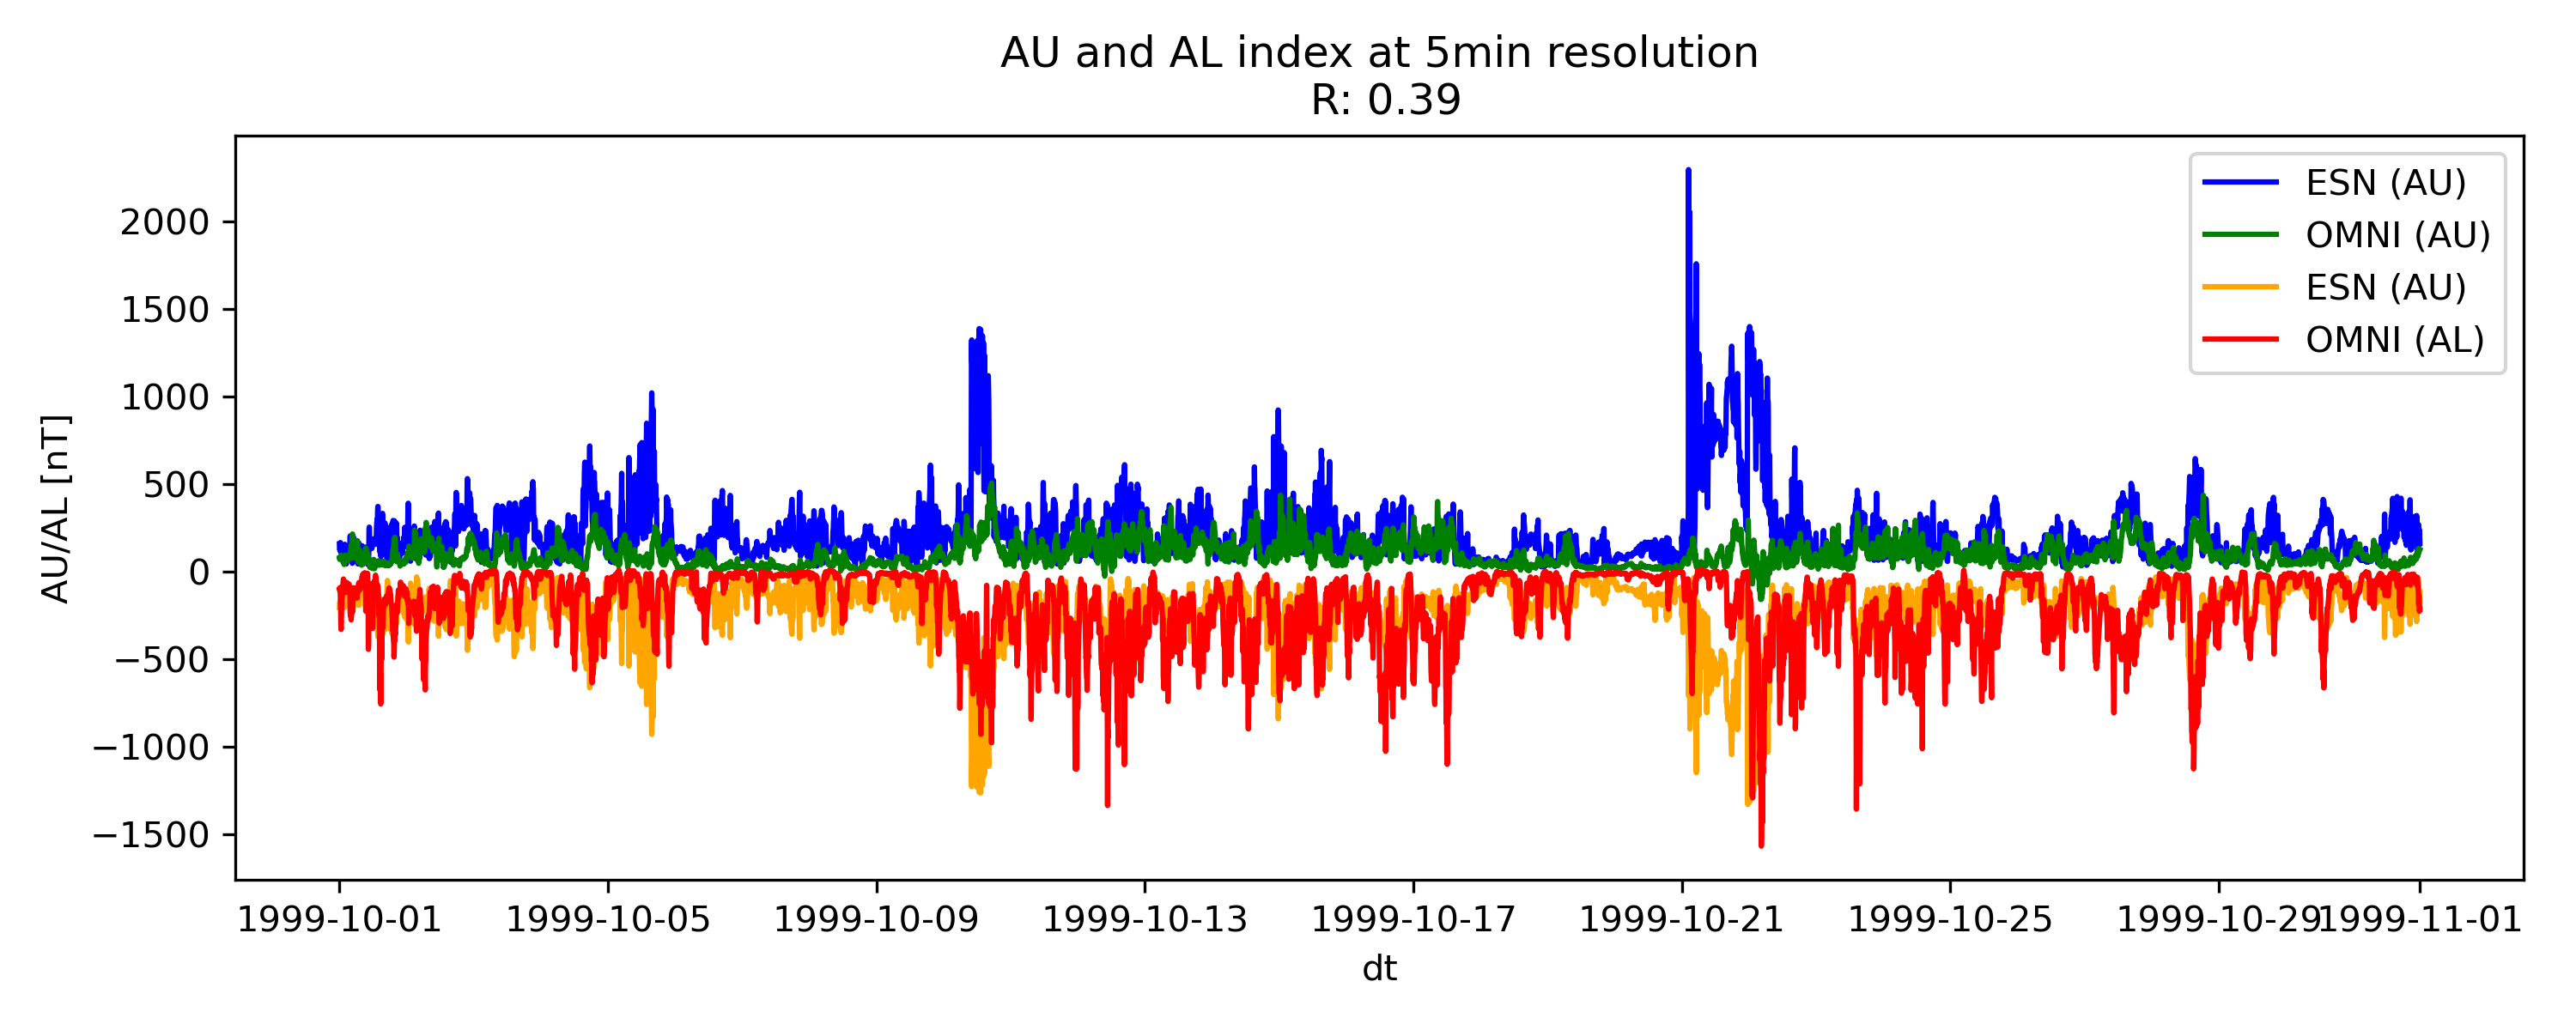 AU and AL index at 5min resolution
R: 0.39
ESN (AU)
OMNI (AU)
ESN (AU)
OMNI (AL)
AU/AL [nT]
2000
1500
1000
500
0
−500
−1000
−1500
1999-10-01 1999-10-05 1999-10-09 1999-10-13 1999-10-17 1999-10-21 1999-10-25 1999-10-29 1999-11-01
dt